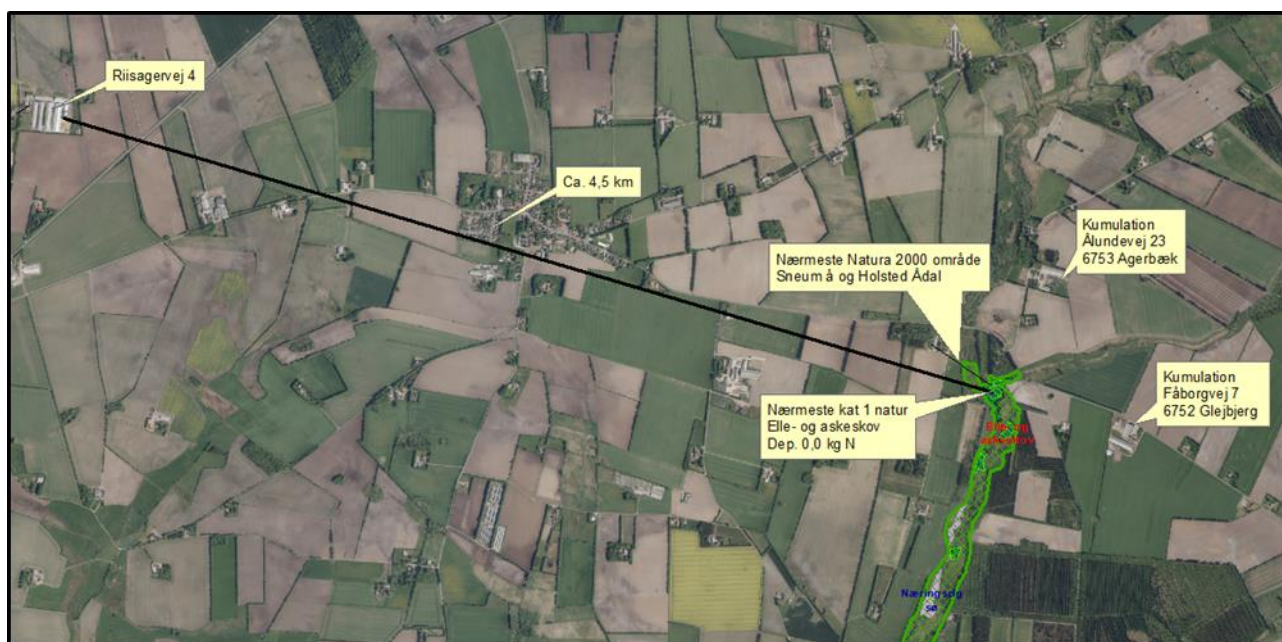 Riisagervej 4
Ca. 4,5 km
Kumulation
Ålundevej 23
6753 Agerbæk
Nærmeste Natura 2000 område
Sneum å og Holsted Ådal
Kumulation
Fåborgvej 7
6752 Glejbjerg
Nærmeste kat 1 natur
Elle- og askeskov
Dep. 0,0 kg N
Elle- og
askeskov
Næringsrig
sø